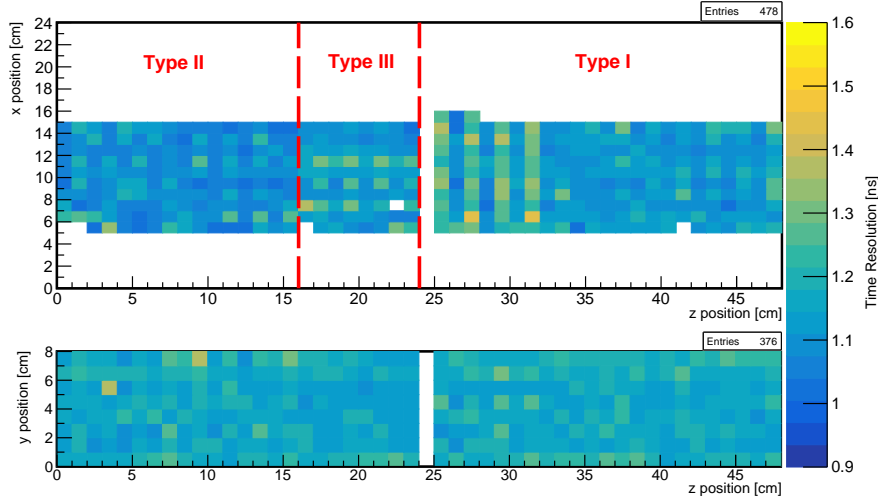 Entries 478
x position [cm]
24
22
20
18
16
14
12
10
8
6
4
2
0
Type II
Type III
Type I
0 5 10 15 20 25 30 35 40 45
z position [cm]
1.6
1.5
1.4
1.3
1.2
1.1
1
0.9
Time Resolution [ns]
Entries 376
y position [cm]
8
6
4
2
0
0 5 10 15 20 25 30 35 40 45
z position [cm]